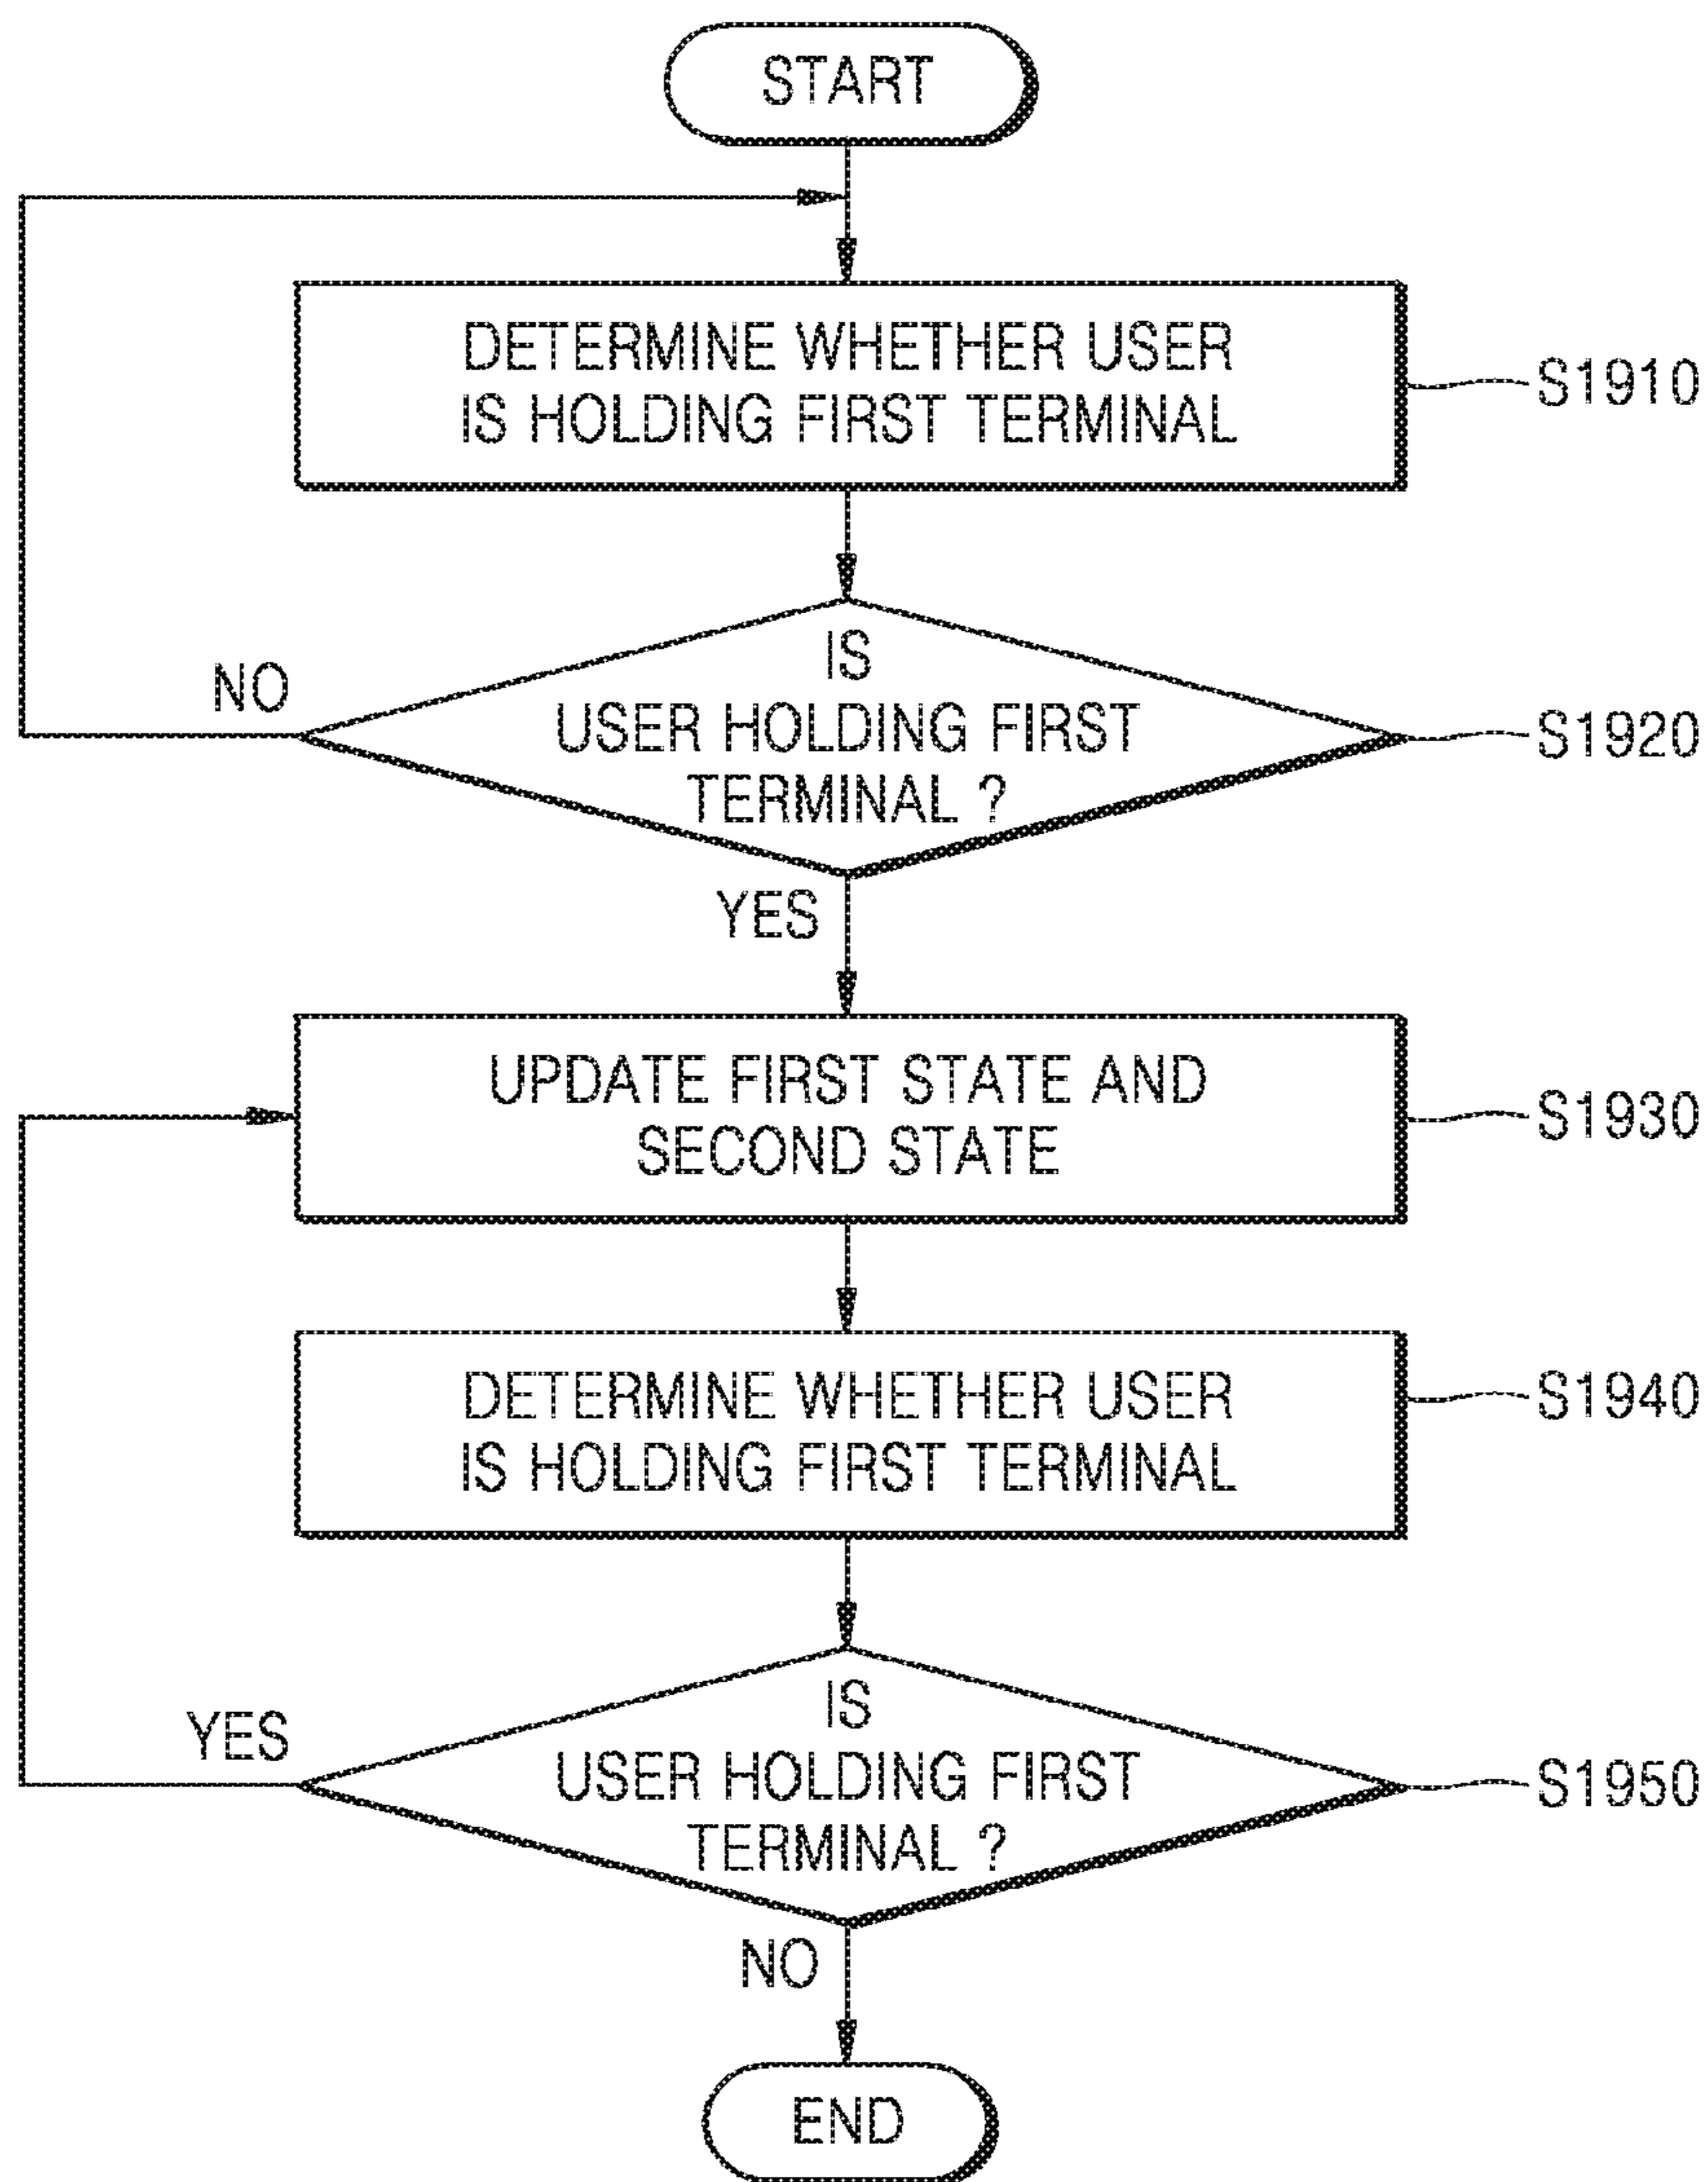 START
DETERMINE WHETHER USER
IS HOLDING FIRST TERMINAL
S1910
IS
USER HOLDING FIRST
TERMINAL ?
S1920
NO
YES
UPDATE FIRST STATE AND
SECOND STATE
S1930
DETERMINE WHETHER USER
IS HOLDING FIRST TERMINAL
S1940
IS
USER HOLDING FIRST
TERMINAL ?
S1950
YES
NO
END